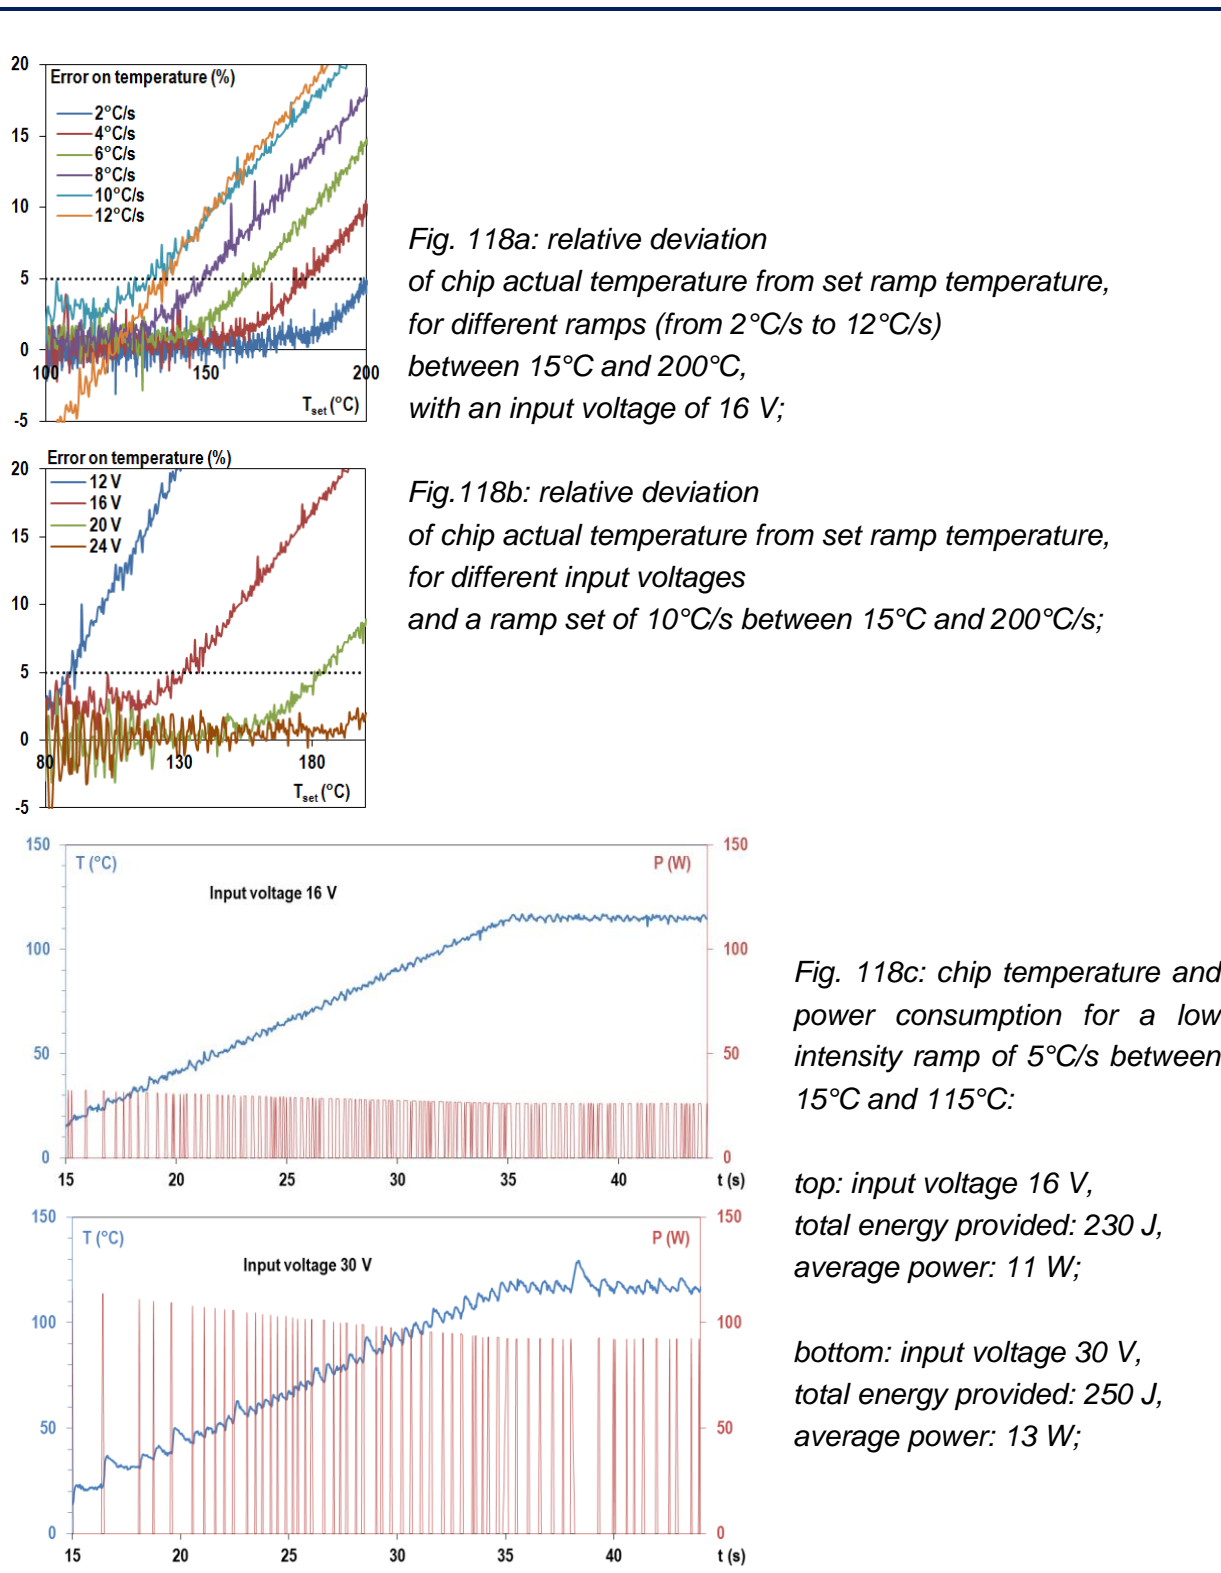 Error on temperature (%)
20
15
10
5
0
-5
2°C/s
4°C/s
6°C/s
8°C/s
10°C/s
12°C/s
100
150
200
Tset (°C)
Fig. 118a: relative deviation
of chip actual temperature from set ramp temperature,
for different ramps (from 2°C/s to 12°C/s)
between 15°C and 200°C,
with an input voltage of 16 V;
Error on temperature (%)
20
15
10
5
0
-5
12 V
16 V
20 V
24 V
80
130
180
Tset (°C)
Fig.118b: relative deviation
of chip actual temperature from set ramp temperature,
for different input voltages
and a ramp set of 10°C/s between 15°C and 200°C/s;
150
T (°C)
P (W)
150
Input voltage 16 V
100
100
50
50
0
0
15
20
25
30
35
40
t (s)
150
T (°C)
P (W)
150
Input voltage 30 V
100
100
50
50
0
0
15
20
25
30
35
40
t (s)
Fig. 118c: chip temperature and
power consumption for a low
intensity ramp of 5°C/s between
15°C and 115°C:
top: input voltage 16 V,
total energy provided: 230 J,
average power: 11 W;
bottom: input voltage 30 V,
total energy provided: 250 J,
average power: 13 W;